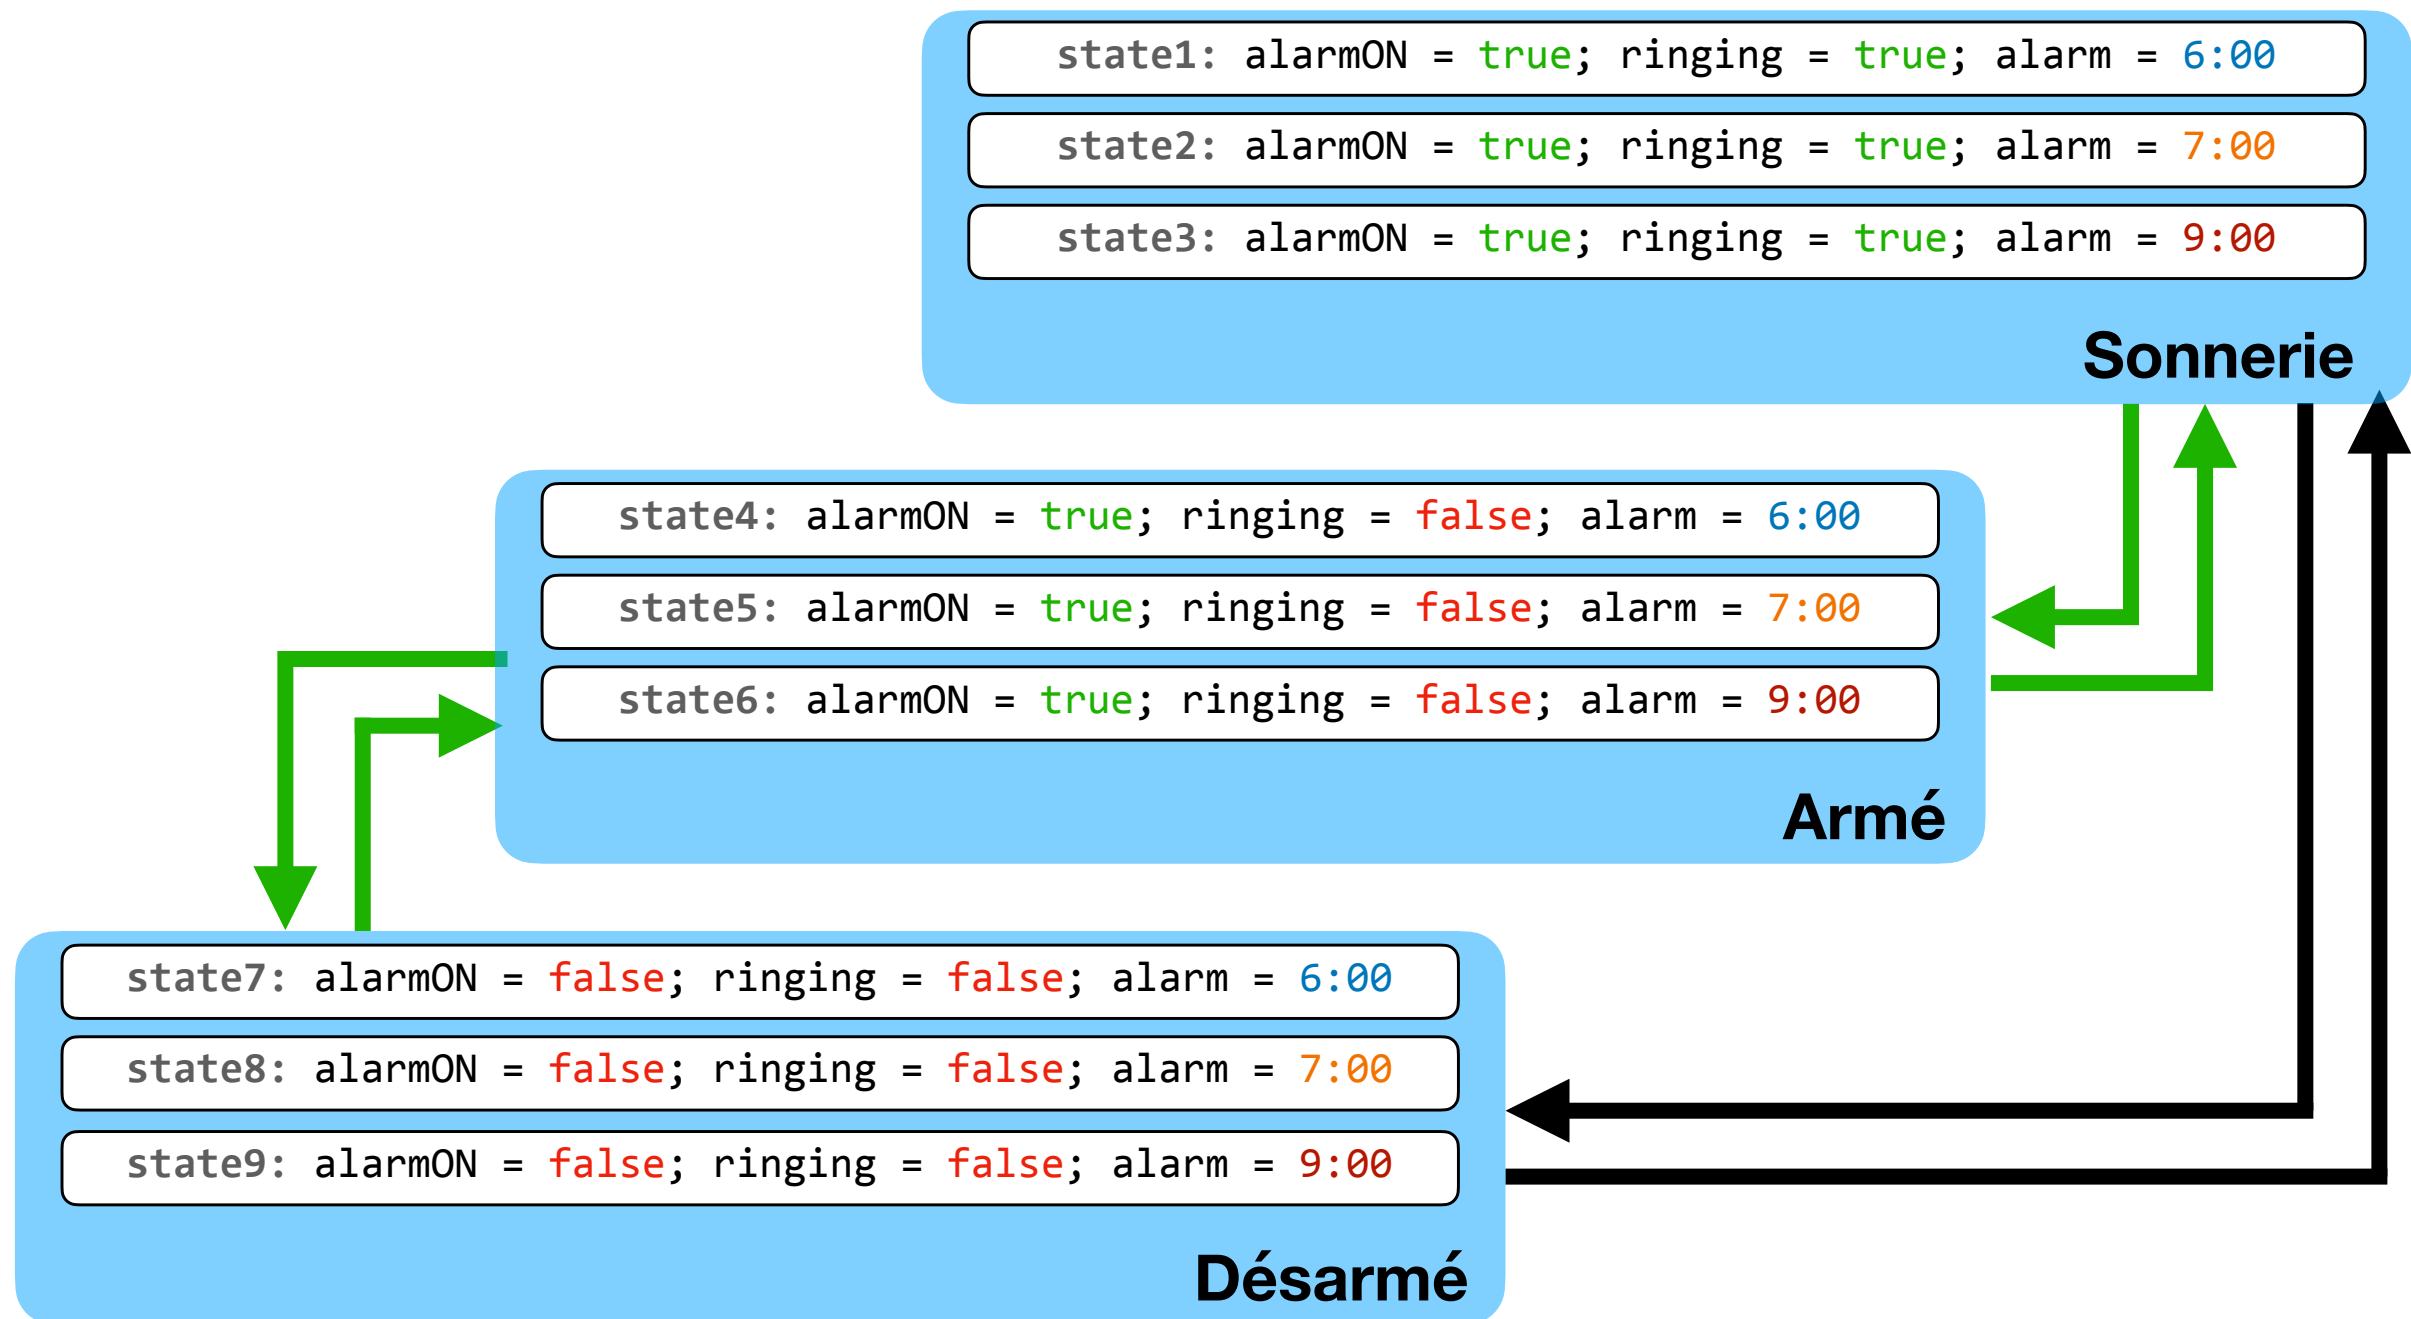 state1: alarmON = true; ringing = true; alarm = 6:00
state2: alarmON = true; ringing = true; alarm = 7:00
state3: alarmON = true; ringing = true; alarm = 9:00
Sonnerie
state4: alarmON = true; ringing = false; alarm = 6:00
state5: alarmON = true; ringing = false; alarm = 7:00
state6: alarmON = true; ringing = false; alarm = 9:00
Armé
state7: alarmON = false; ringing = false; alarm = 6:00
state8: alarmON = false; ringing = false; alarm = 7:00
state9: alarmON = false; ringing = false; alarm = 9:00
Désarmé